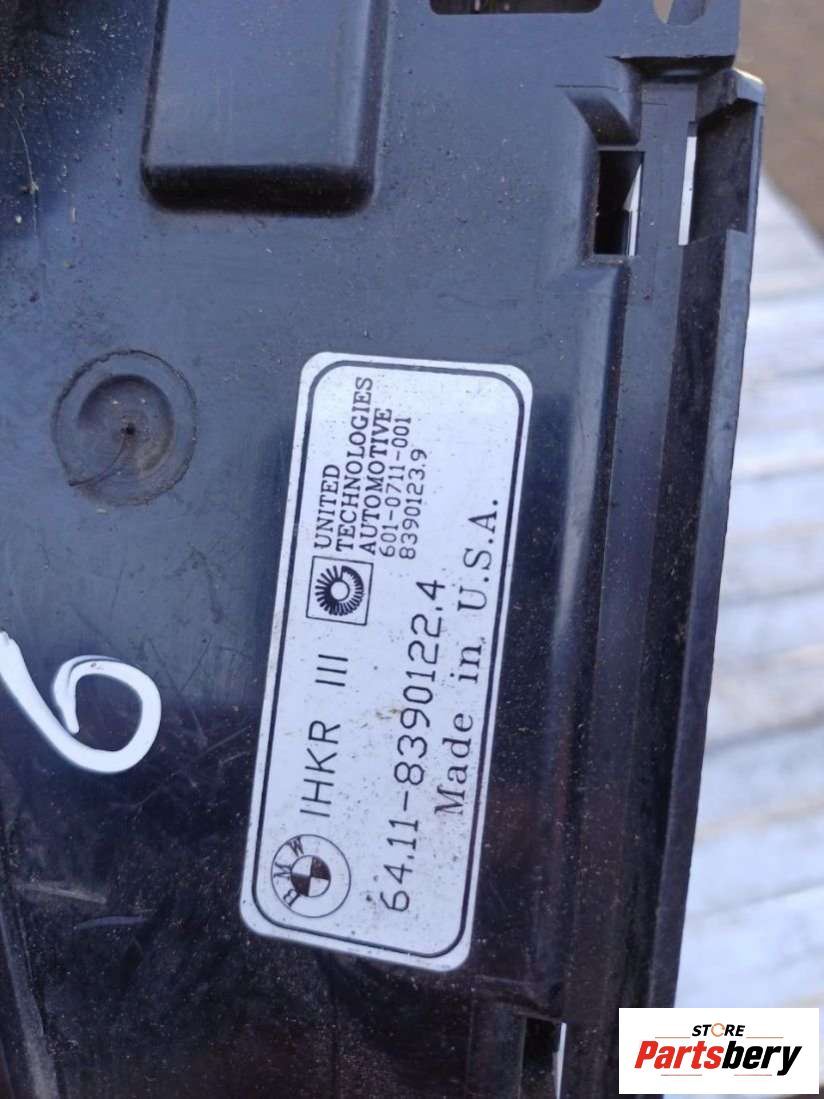 UNITED
TECHNOLOGIES
AUTOMOTIVE
601-0711-001
8390123.9
BMW
IHKR III
64.11-8390122.4
Made in U.S.A.
6
STORE
Partsbery